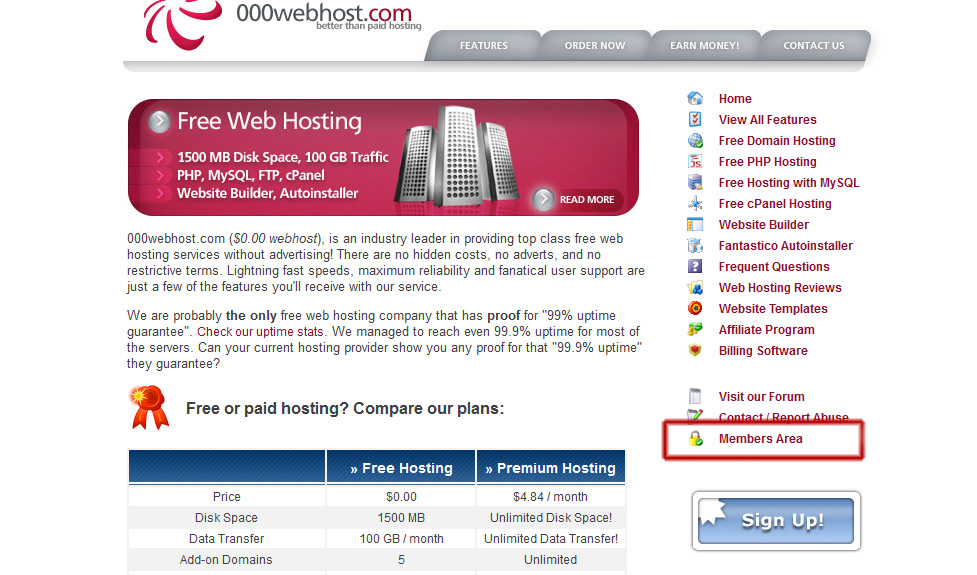 000webhost.com
better than paid hosting
FEATURES
ORDER NOW
EARN MONEY!
CONTACT US
Free Web Hosting
1500 MB Disk Space, 100 GB Traffic
PHP, MySQL, FTP, cPanel
Website Builder, Autoinstaller
READ MORE
000webhost.com ($0.00 webhost), is an industry leader in providing top class free web
hosting services without advertising! There are no hidden costs, no adverts, and no
restrictive terms. Lightning fast speeds, maximum reliability and fanatical user support are
just a few of the features you'll receive with our service.
We are probably the only free web hosting company that has proof for "99% uptime
guarantee". Check our uptime stats. We managed to reach even 99.9% uptime for most of
the servers. Can your current hosting provider show you any proof for that "99.9% uptime"
they guarantee?
Free or paid hosting? Compare our plans:
» Free Hosting » Premium Hosting
Price $0.00 $4.84 / month
Disk Space 1500 MB Unlimited Disk Space!
Data Transfer 100 GB / month Unlimited Data Transfer!
Add-on Domains 5 Unlimited
Home
View All Features
Free Domain Hosting
Free PHP Hosting
Free Hosting with MySQL
Free cPanel Hosting
Website Builder
Fantastico Autoinstaller
Frequent Questions
Web Hosting Reviews
Website Templates
Affiliate Program
Billing Software
Visit our Forum
Contact / Report Abuse
Members Area
Sign Up!